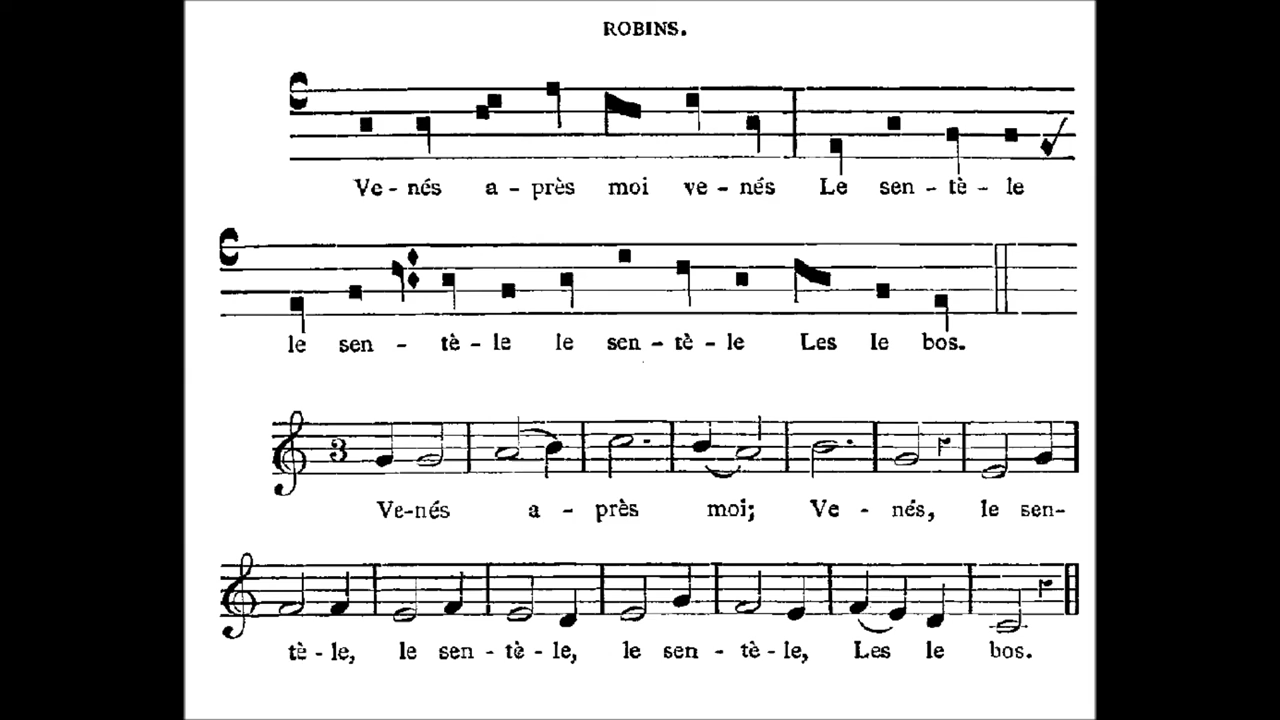 ROBINS.
Ve - nés a - près moi ve - nés Le sen - tè - le
le sen - tè - le le sen - tè - le Les le bos.
3
Ve-nés a - près moi; Ve - nés, le sen-
tè - le, le sen - tè - le, le sen - tè - le, Les le bos.